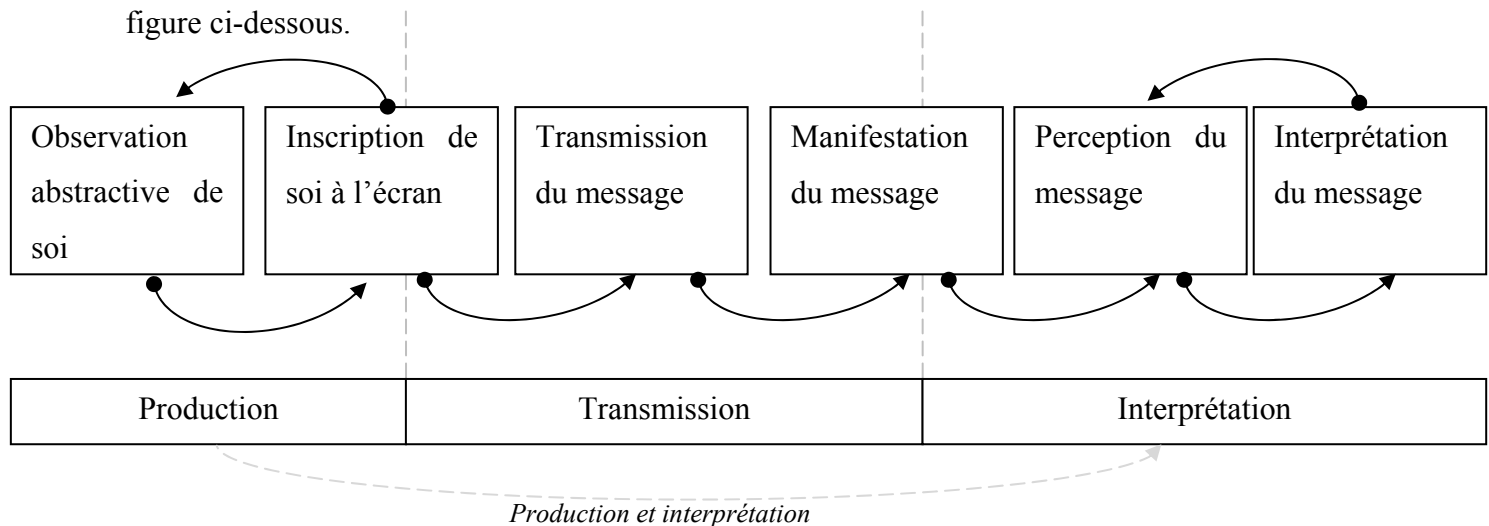 figure ci-dessous.
Observation
abstractive de
soi
Inscription de
soi à l’écran
Transmission
du message
Manifestation
du message
Perception du
message
Interprétation
du message
Production
Transmission
Interprétation
Production et interprétation